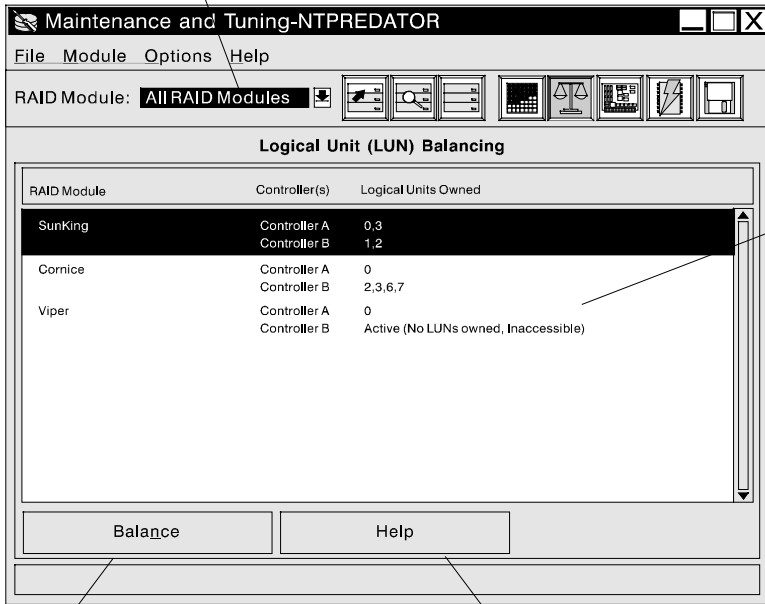 Maintenance and Tuning-NTPREDATOR
File Module Options Help
RAID Module: All RAID Modules
Logical Unit (LUN) Balancing
RAID Module Controller(s) Logical Units Owned
SunKing Controller A 0,3
Controller B 1,2
Cornice Controller A 0
Controller B 2,3,6,7
Viper Controller A 0
Controller B Active (No LUNs owned, Inaccessible)
Balance Help